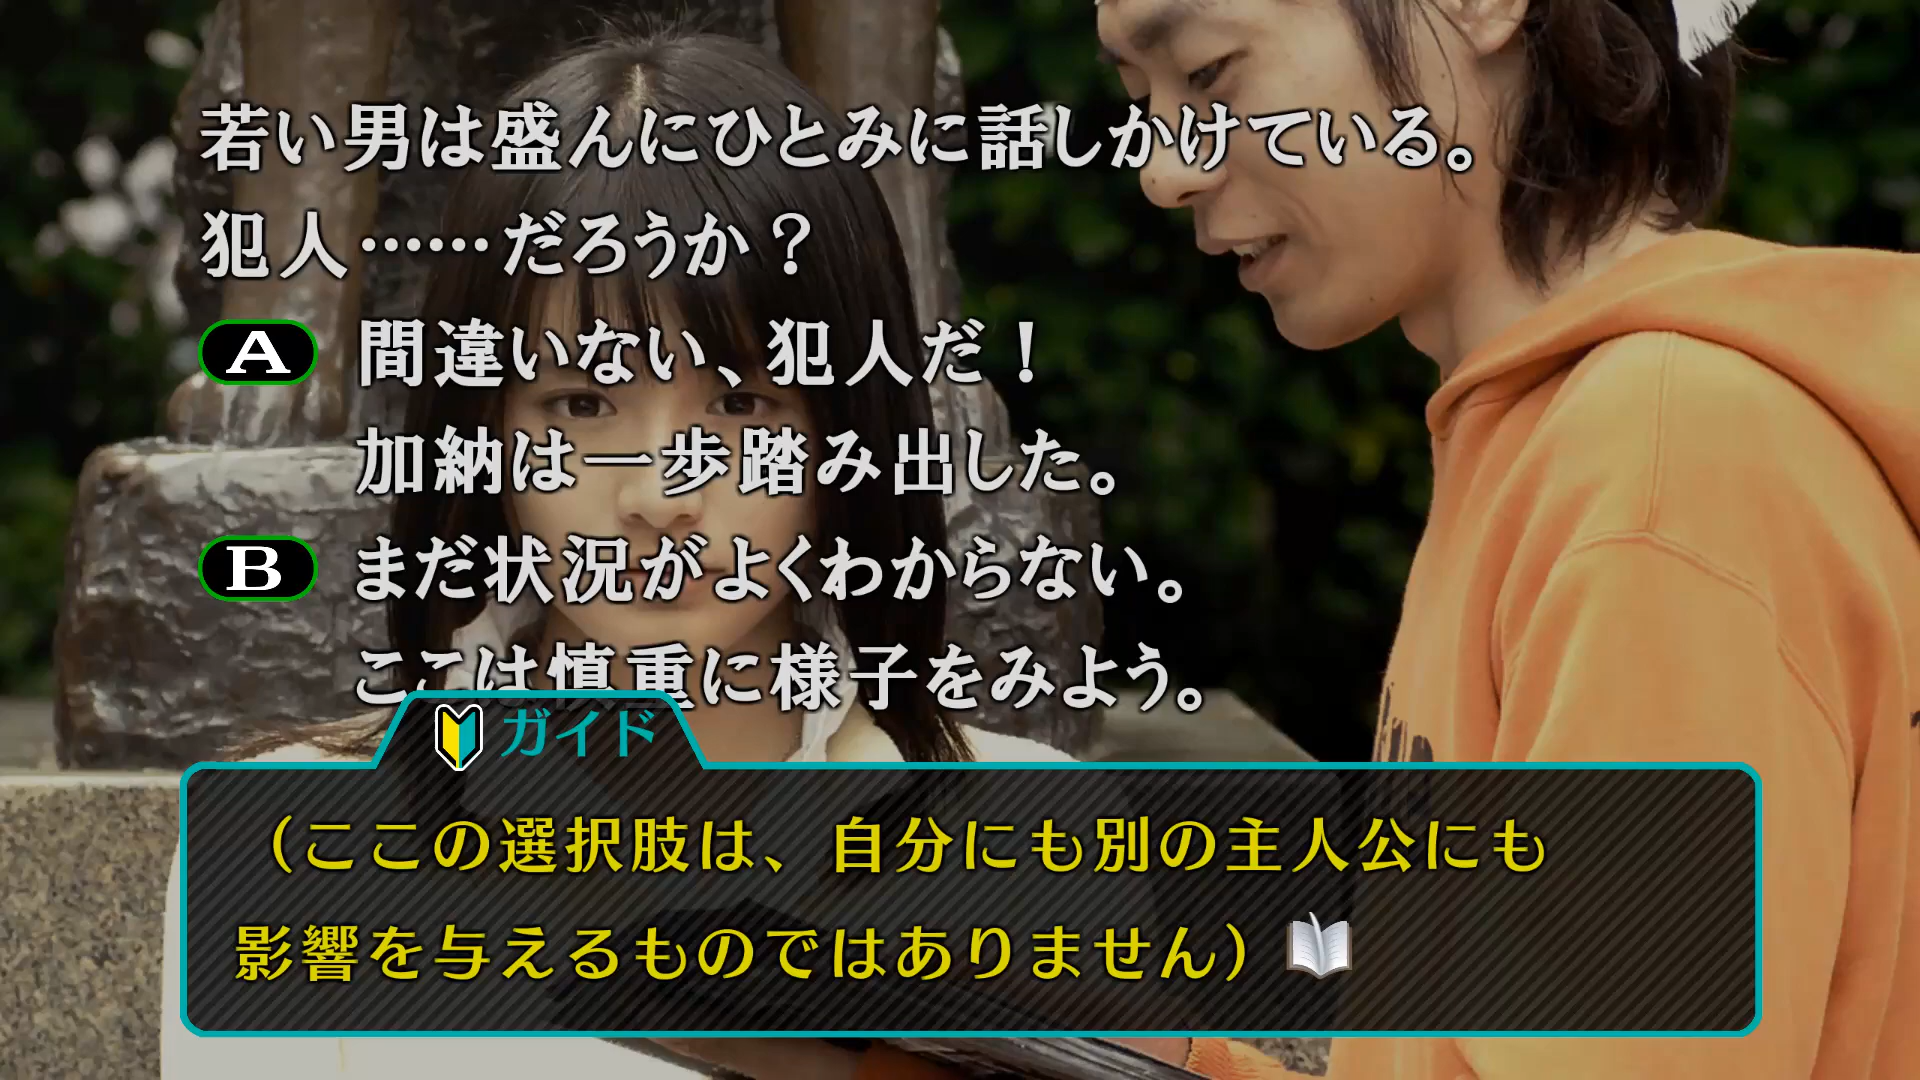 若い男は盛んにひとみに話しかけている。
犯人……だろうか？
A 間違いない、犯人だ！
加納は一歩踏み出した。
B まだ状況がよくわからない。
ここは慎重に様子をみよう。
ガイド
（ここの選択肢は、自分にも別の主人公にも
影響を与えるものではありません）